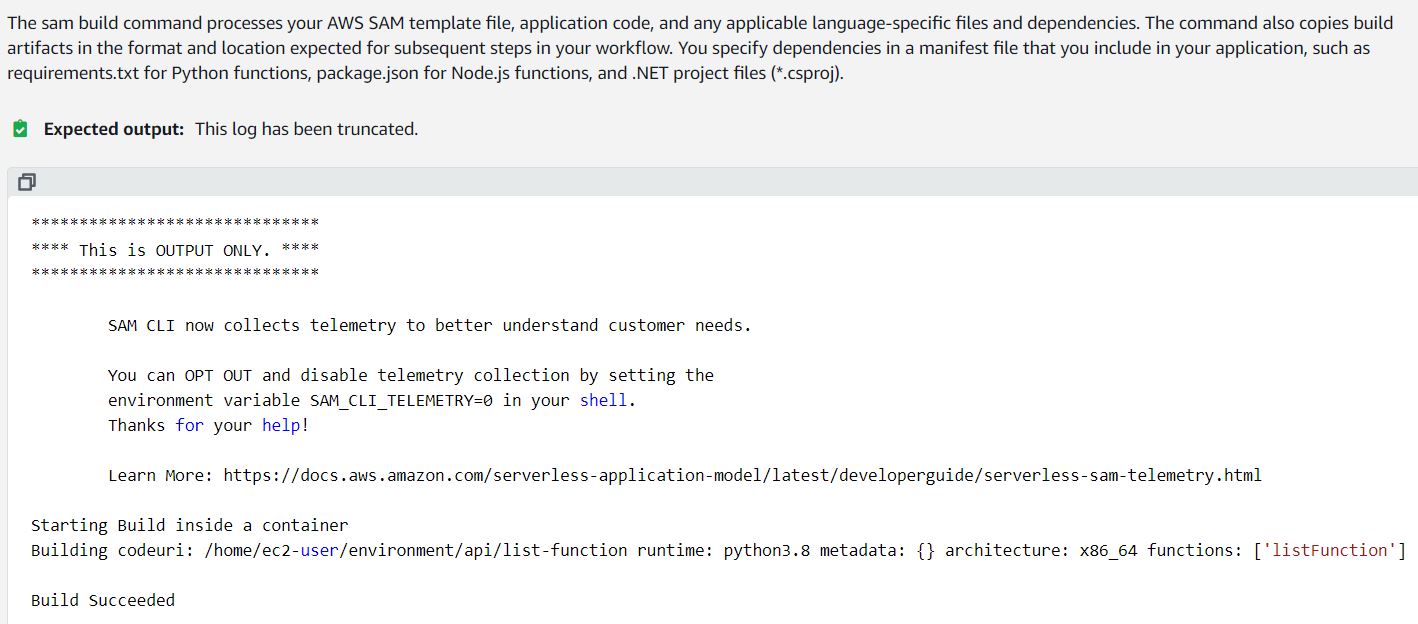 The sam build command processes your AWS SAM template file, application code, and any applicable language-specific files and dependencies. The command also copies build
artifacts in the format and location expected for subsequent steps in your workflow. You specify dependencies in a manifest file that you include in your application, such as
requirements.txt for Python functions, package.json for Node.js functions, and .NET project files (*.csproj).
Expected output: This log has been truncated.
******************************
**** This is OUTPUT ONLY. ****
******************************
SAM CLI now collects telemetry to better understand customer needs.
You can OPT OUT and disable telemetry collection by setting the
environment variable SAM_CLI_TELEMETRY=0 in your shell.
Thanks for your help!
Learn More: https://docs.aws.amazon.com/serverless-application-model/latest/developerguide/serverless-sam-telemetry.html
Starting Build inside a container
Building codeuri: /home/ec2-user/environment/api/list-function runtime: python3.8 metadata: {} architecture: x86_64 functions: ['listFunction']
Build Succeeded